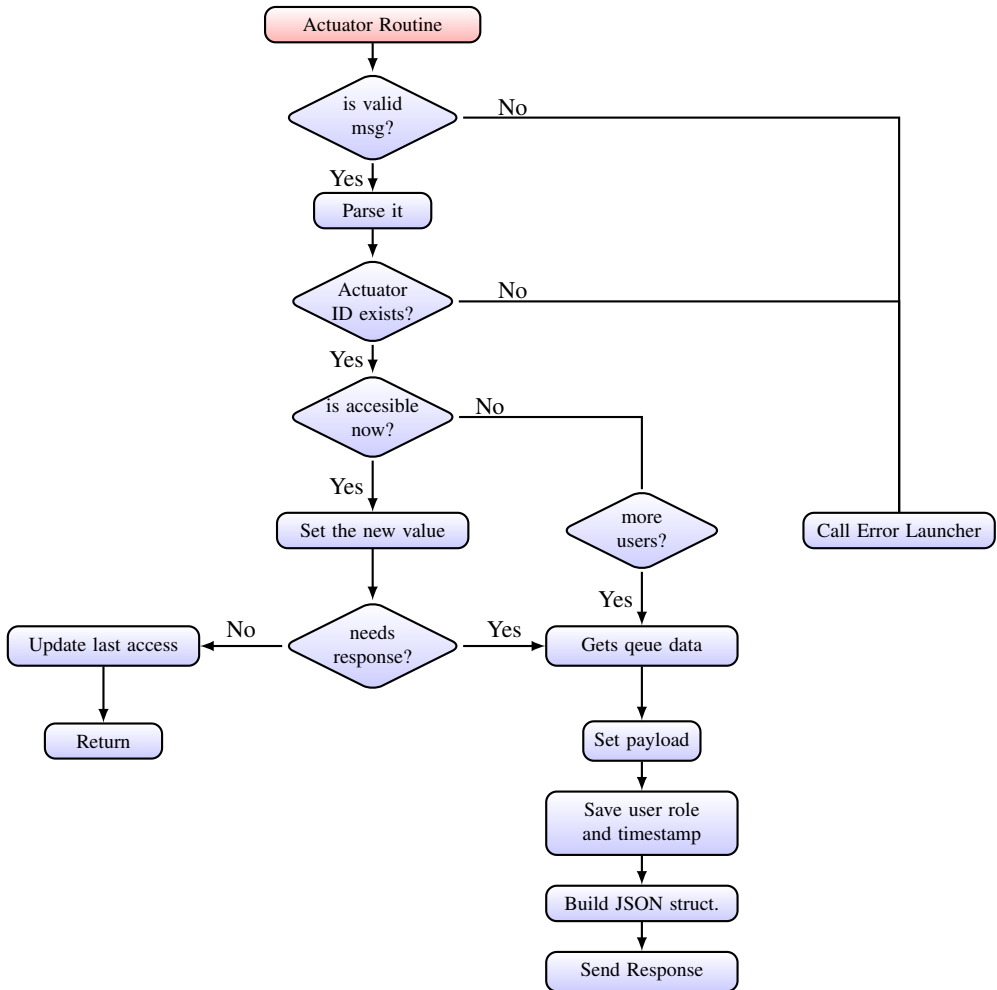 Actuator Routine
is valid
msg?
No
Yes
Parse it
Actuator
ID exists?
No
Yes
is accesible
now?
No
Yes
Set the new value
more
users?
Call Error Launcher
Yes
Update last access
No
needs
response?
Yes
Gets qeue data
Return
Set payload
Save user role
and timestamp
Build JSON struct.
Send Response